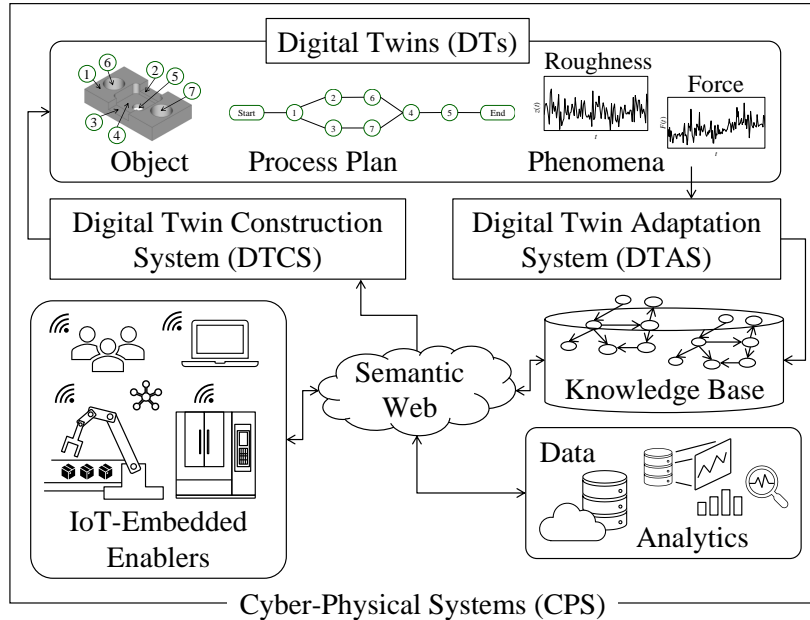 Digital Twins (DTs)
6
1
2
5
7
3
4
Object
Start
1
2
6
3
7
4
5
End
Process Plan
Roughness
z(t)
t
Force
F(t)
t
Phenomena
Digital Twin Construction
System (DTCS)
Digital Twin Adaptation
System (DTAS)
IoT-Embedded
Enablers
Semantic
Web
Knowledge Base
Data
Analytics
Cyber-Physical Systems (CPS)